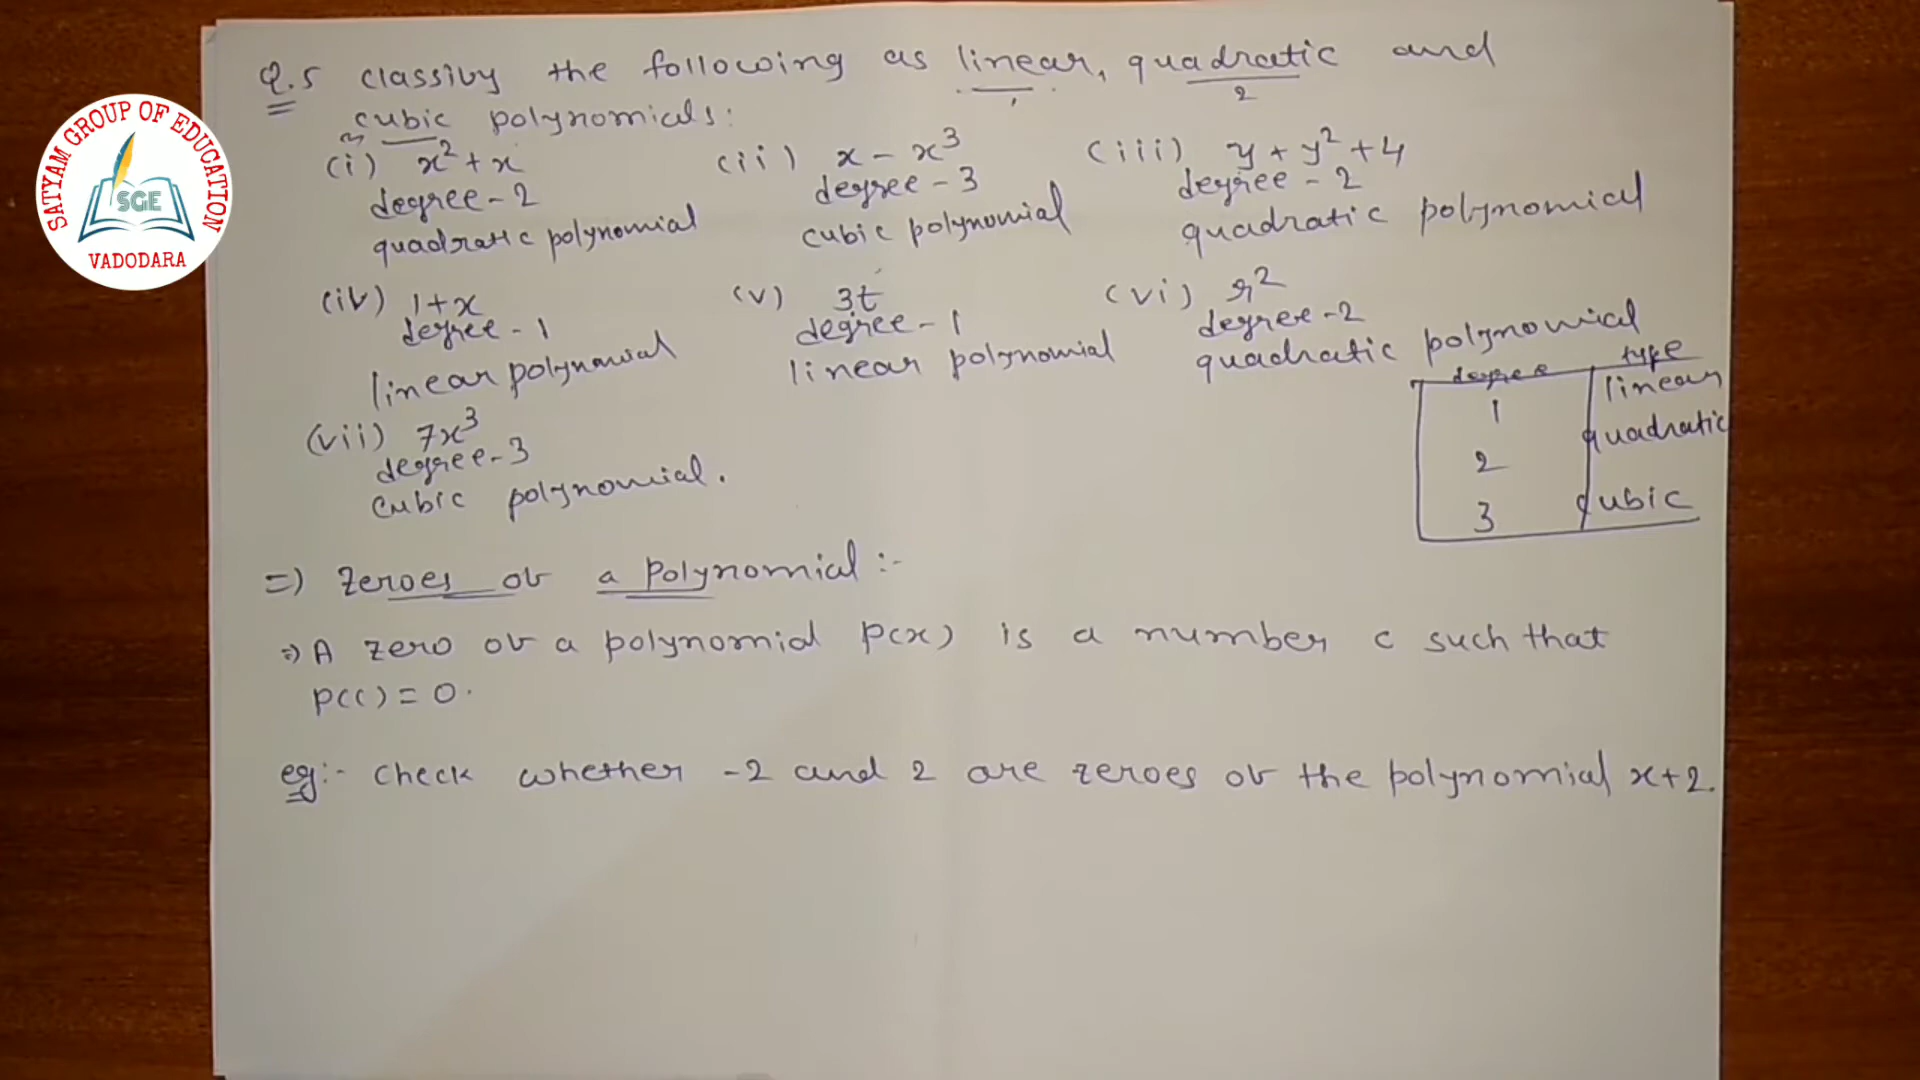 SATYAM GROUP OF EDUCATION
SGE
VADODARA
Q.5 classify the following as linear, quadratic and
1 2
cubic polynomials:
3
(i) x² + x (ii) x - x³ (iii) y + y² + 4
degree - 2 degree - 3 degree - 2
quadratic polynomial cubic polynomial quadratic polynomial
(iv) 1 + x (v) 3t (vi) r²
degree - 1 degree - 1 degree - 2
linear polynomial linear polynomial quadratic polynomial
(vii) 7x³
degree - 3
cubic polynomial.
degree type
1 linear
2 quadratic
3 cubic
=) Zeroes of a polynomial :-
=) A zero of a polynomial p(x) is a number c such that
p(c) = 0.
eg:- check whether -2 and 2 are zeroes of the polynomial x+2.